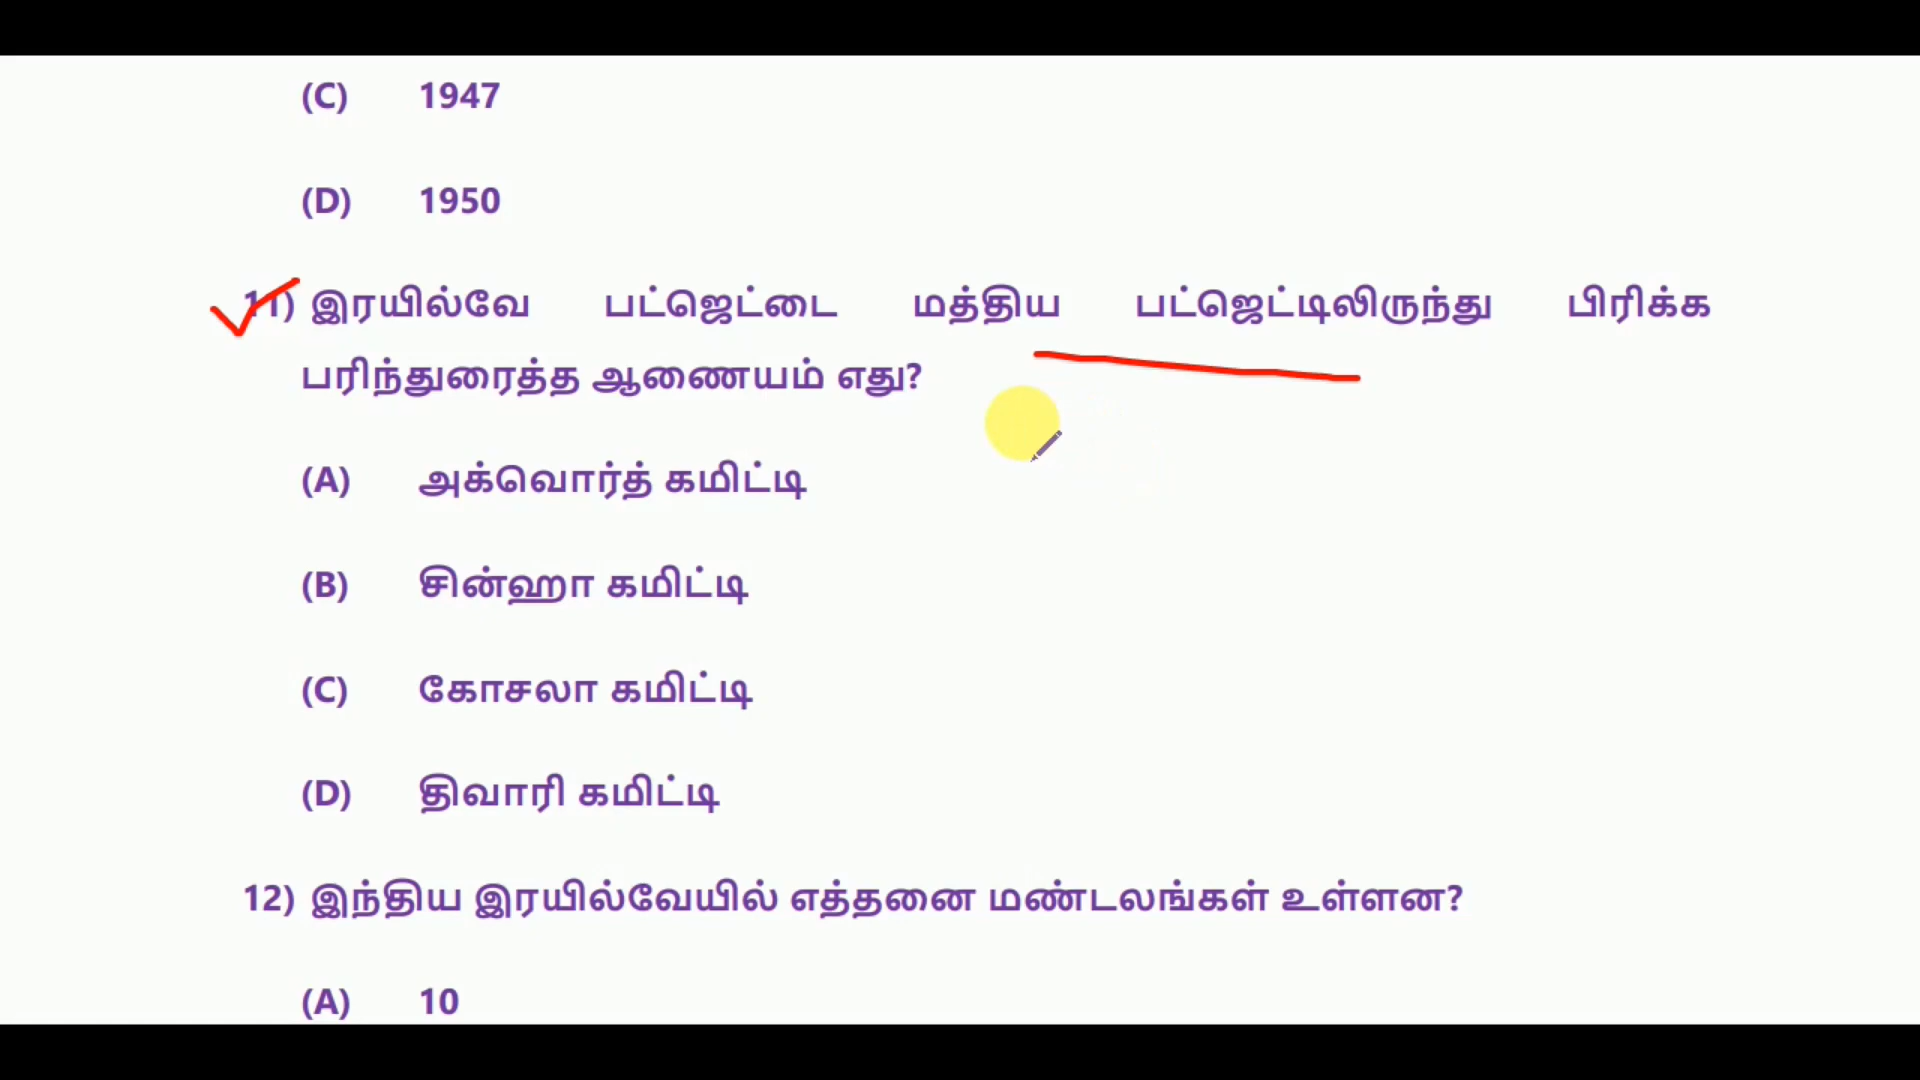 (C) 1947
(D) 1950
11) இரயில்வே பட்ஜெட்டை மத்திய பட்ஜெட்டிலிருந்து பிரிக்க
பரிந்துரைத்த ஆணையம் எது?
(A) அக்வொர்த் கமிட்டி
(B) சின்ஹா கமிட்டி
(C) கோசலா கமிட்டி
(D) திவாரி கமிட்டி
12) இந்திய இரயில்வேயில் எத்தனை மண்டலங்கள் உள்ளன?
(A) 10